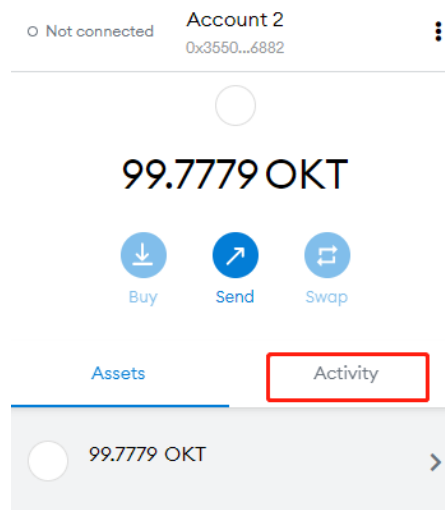 Not connected
Account 2
0x3550...6882
99.7779 OKT
Buy Send Swap
Assets Activity
99.7779 OKT